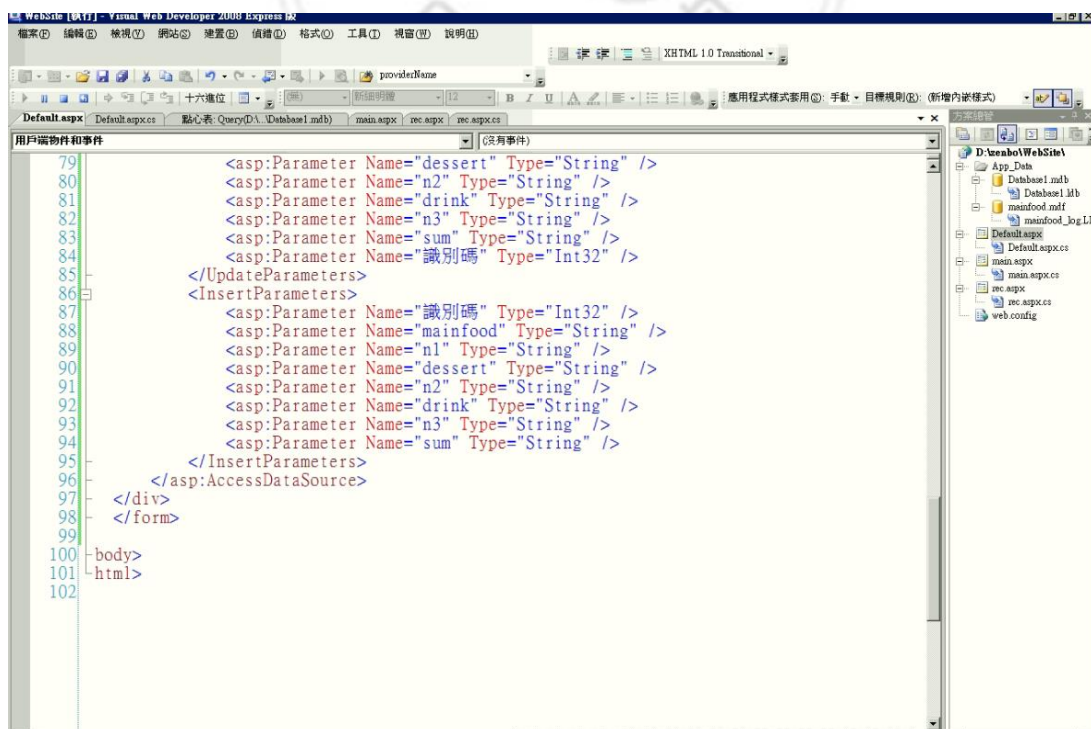 WebSite [執行] - Visual Web Developer 2008 Express 版
檔案(F) 編輯(E) 檢視(V) 網站(S) 建置(B) 偵錯(D) 格式(O) 工具(T) 視窗(W) 說明(H)
XHTML 1.0 Transitional
providerName
十六進位 (無) 新細明體 12 B I U A 應用程式樣式套用(S): 手動 目標規則(R): (新增內嵌樣式)
Default.aspx Default.aspx.cs 點心表: Query(D:\...\Database1.mdb) main.aspx rec.aspx rec.aspx.cs
方案總管
用戶端物件和事件 (沒有事件)
79 <asp:Parameter Name="dessert" Type="String" />
80 <asp:Parameter Name="n2" Type="String" />
81 <asp:Parameter Name="drink" Type="String" />
82 <asp:Parameter Name="n3" Type="String" />
83 <asp:Parameter Name="sum" Type="String" />
84 <asp:Parameter Name="識別碼" Type="Int32" />
85 </UpdateParameters>
86 <InsertParameters>
87 <asp:Parameter Name="識別碼" Type="Int32" />
88 <asp:Parameter Name="mainfood" Type="String" />
89 <asp:Parameter Name="n1" Type="String" />
90 <asp:Parameter Name="dessert" Type="String" />
91 <asp:Parameter Name="n2" Type="String" />
92 <asp:Parameter Name="drink" Type="String" />
93 <asp:Parameter Name="n3" Type="String" />
94 <asp:Parameter Name="sum" Type="String" />
95 </InsertParameters>
96 </asp:AccessDataSource>
97 </div>
98 </form>
99
100 body>
101 html>
102
D:\zenbo\WebSite\
App_Data
Database1.mdb
Database1.ldb
mainfood.mdf
mainfood_log.LD
Default.aspx
Default.aspx.cs
main.aspx
main.aspx.cs
rec.aspx
rec.aspx.cs
web.config